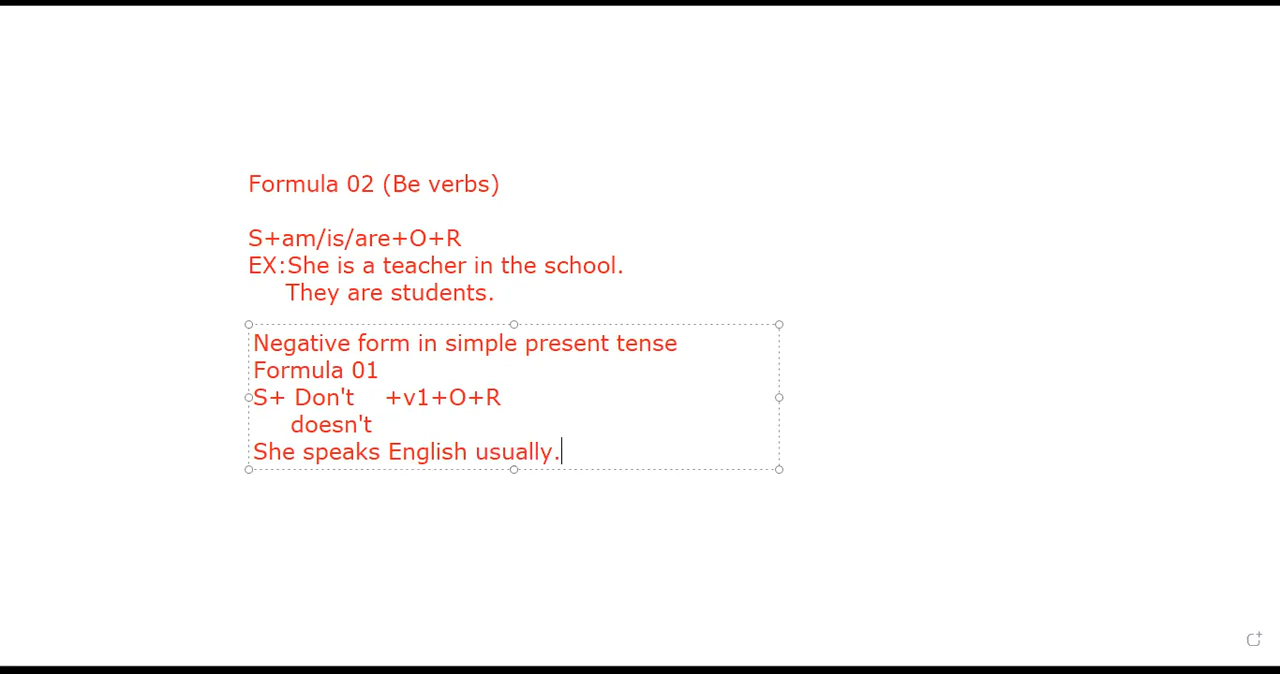 Formula 02 (Be verbs)
S+am/is/are+O+R
EX:She is a teacher in the school.
They are students.
Negative form in simple present tense
Formula 01
S+ Don't +v1+O+R
doesn't
She speaks English usually.